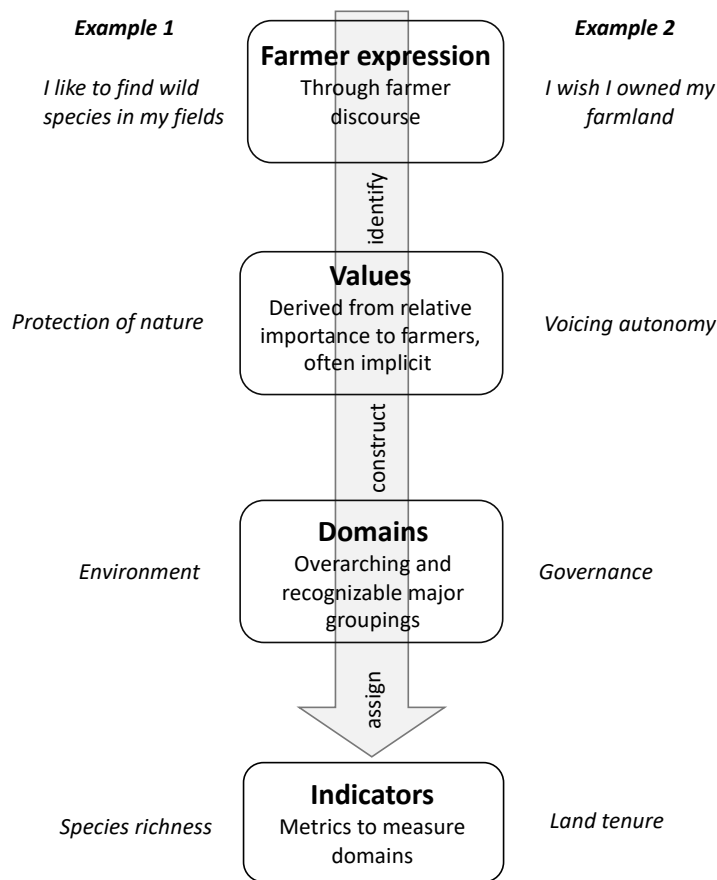 Example 1
Farmer expression
Example 2
I like to find wild
species in my fields
Through farmer
discourse
I wish I owned my
farmland
identify
Values
Protection of nature
Derived from relative
importance to farmers,
often implicit
Voicing autonomy
construct
Domains
Environment
Overarching and
recognizable major
groupings
Governance
assign
Indicators
Species richness
Metrics to measure
domains
Land tenure